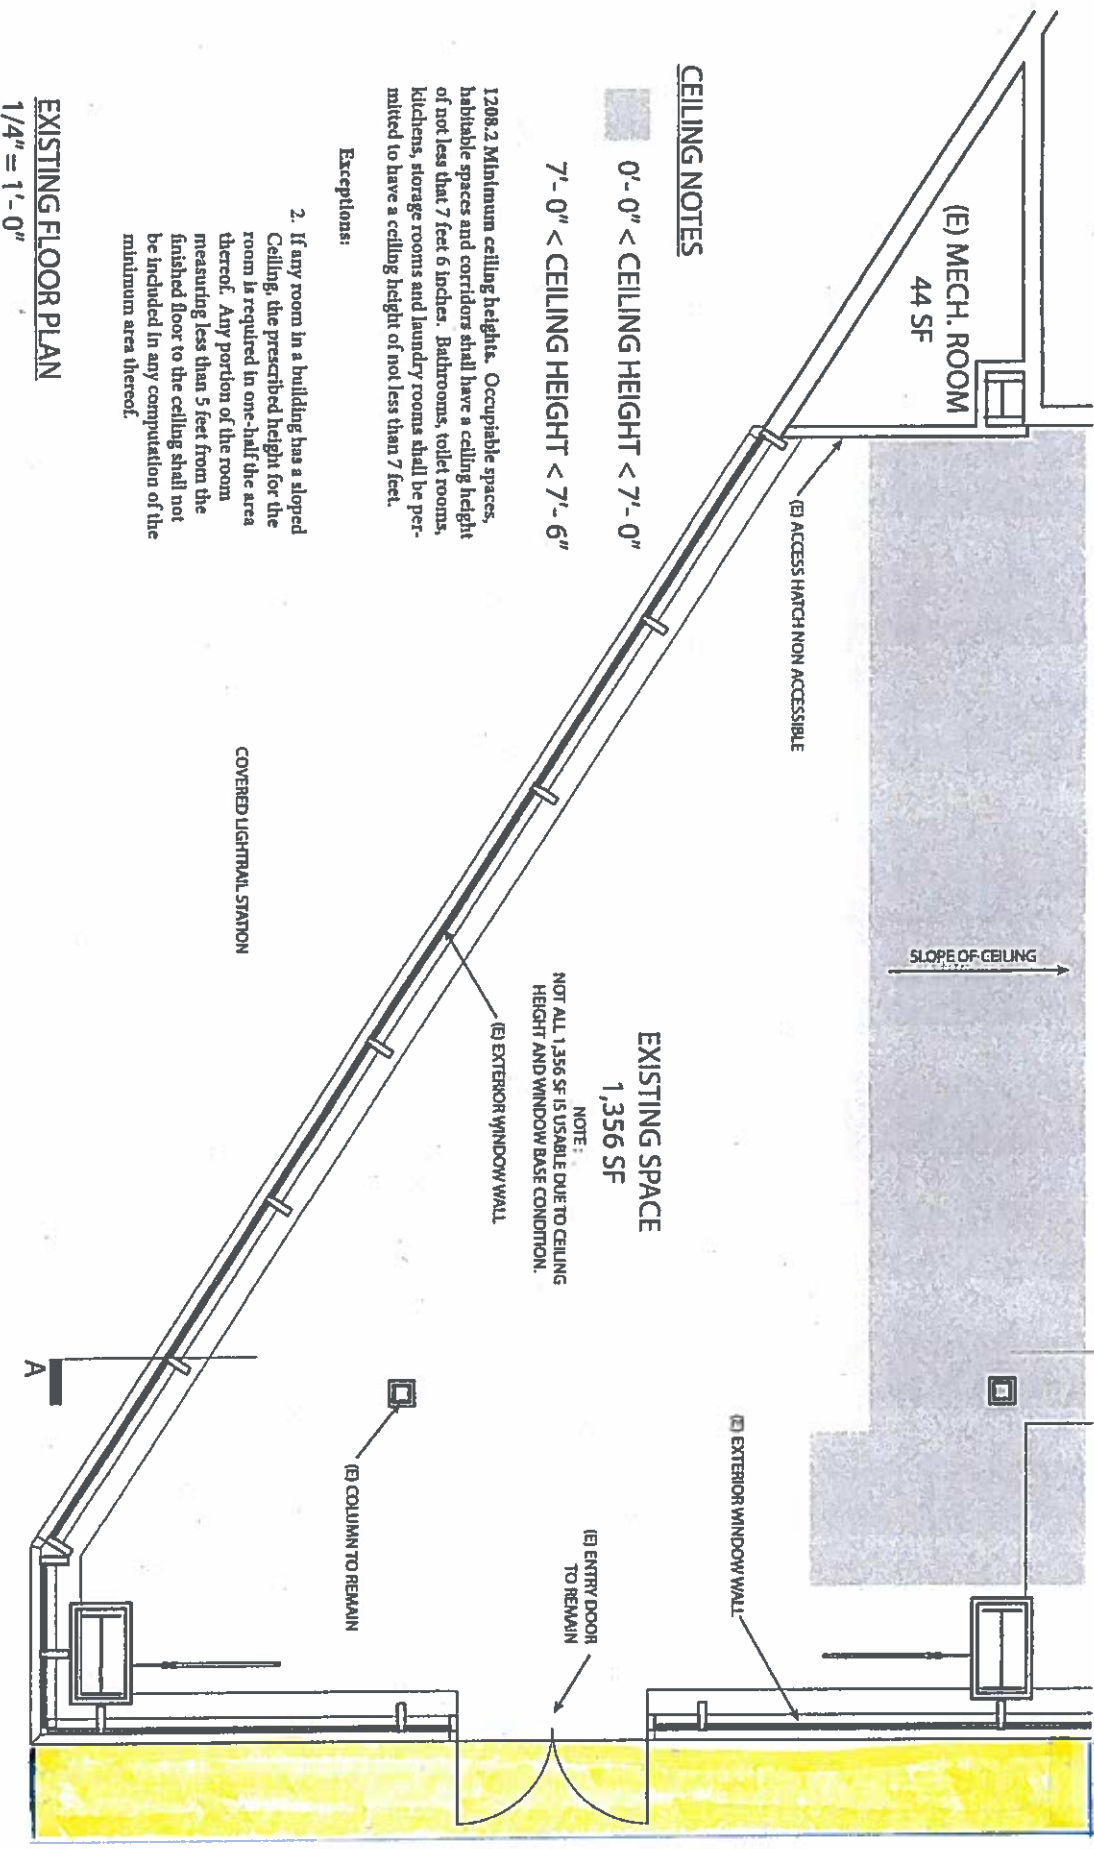 (E) MECH. ROOM
44 SF
CEILING NOTES
0'- 0" < CEILING HEIGHT < 7'- 0"
7'- 0" < CEILING HEIGHT < 7'- 6"
1208.2 Minimum ceiling heights. Occupiable spaces,
habitable spaces and corridors shall have a ceiling height
of not less that 7 feet 6 inches. Bathrooms, toilet rooms,
kitchens, storage rooms and laundry rooms shall be per-
mitted to have a ceiling height of not less than 7 feet.
Exceptions:
2. If any room in a building has a sloped
Ceiling, the prescribed height for the
room is required in one-half the area
thereof. Any portion of the room
measuring less than 5 feet from the
finished floor to the ceiling shall not
be included in any computation of the
minimum area thereof.
EXISTING FLOOR PLAN
1/4" = 1'- 0"
(E) ACCESS HATCH NON ACCESSIBLE
SLOPE OF CEILING
EXISTING SPACE
1,356 SF
NOTE:
NOT ALL 1,356 SF IS USABLE DUE TO CEILING
HEIGHT AND WINDOW BASE CONDITION.
(E) EXTERIOR WINDOW WALL
COVERED LIGHTRAIL STATION
A
(E) EXTERIOR WINDOW WALL
(E) ENTRY DOOR
TO REMAIN
(E) COLUMN TO REMAIN